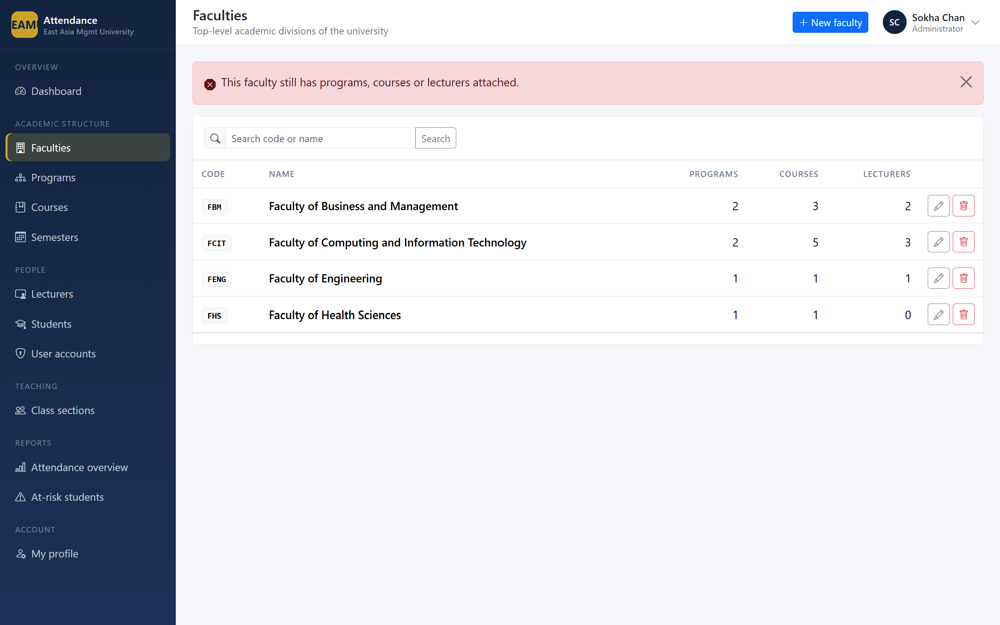 EAMU
Attendance
East Asia Mgmt University
OVERVIEW
Dashboard
ACADEMIC STRUCTURE
Faculties
Programs
Courses
Semesters
PEOPLE
Lecturers
Students
User accounts
TEACHING
Class sections
REPORTS
Attendance overview
At-risk students
ACCOUNT
My profile
Faculties
Top-level academic divisions of the university
New faculty
SC
Sokha Chan
Administrator
This faculty still has programs, courses or lecturers attached.
Search code or name
Search
CODE NAME PROGRAMS COURSES LECTURERS
FBM Faculty of Business and Management 2 3 2
FCIT Faculty of Computing and Information Technology 2 5 3
FENG Faculty of Engineering 1 1 1
FHS Faculty of Health Sciences 1 1 0